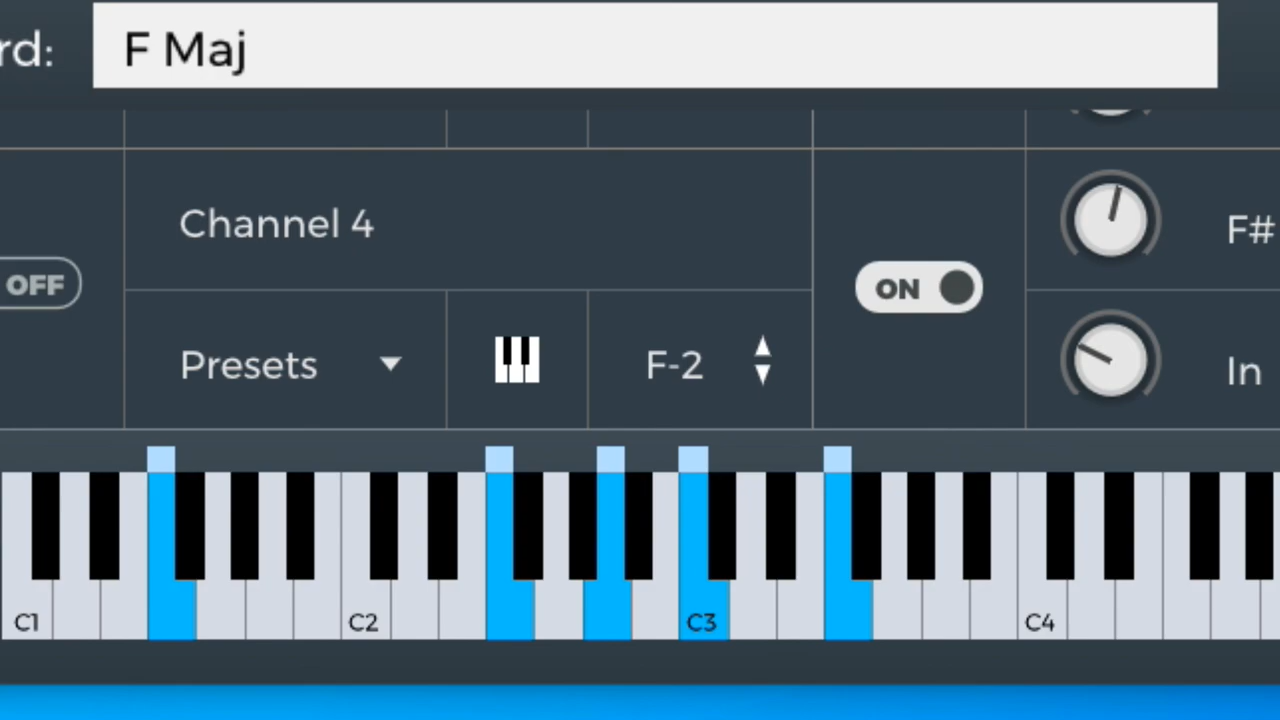 rd: F Maj
Channel 4
F#
OFF
ON
Presets
F-2
In
C1
C2
C3
C4